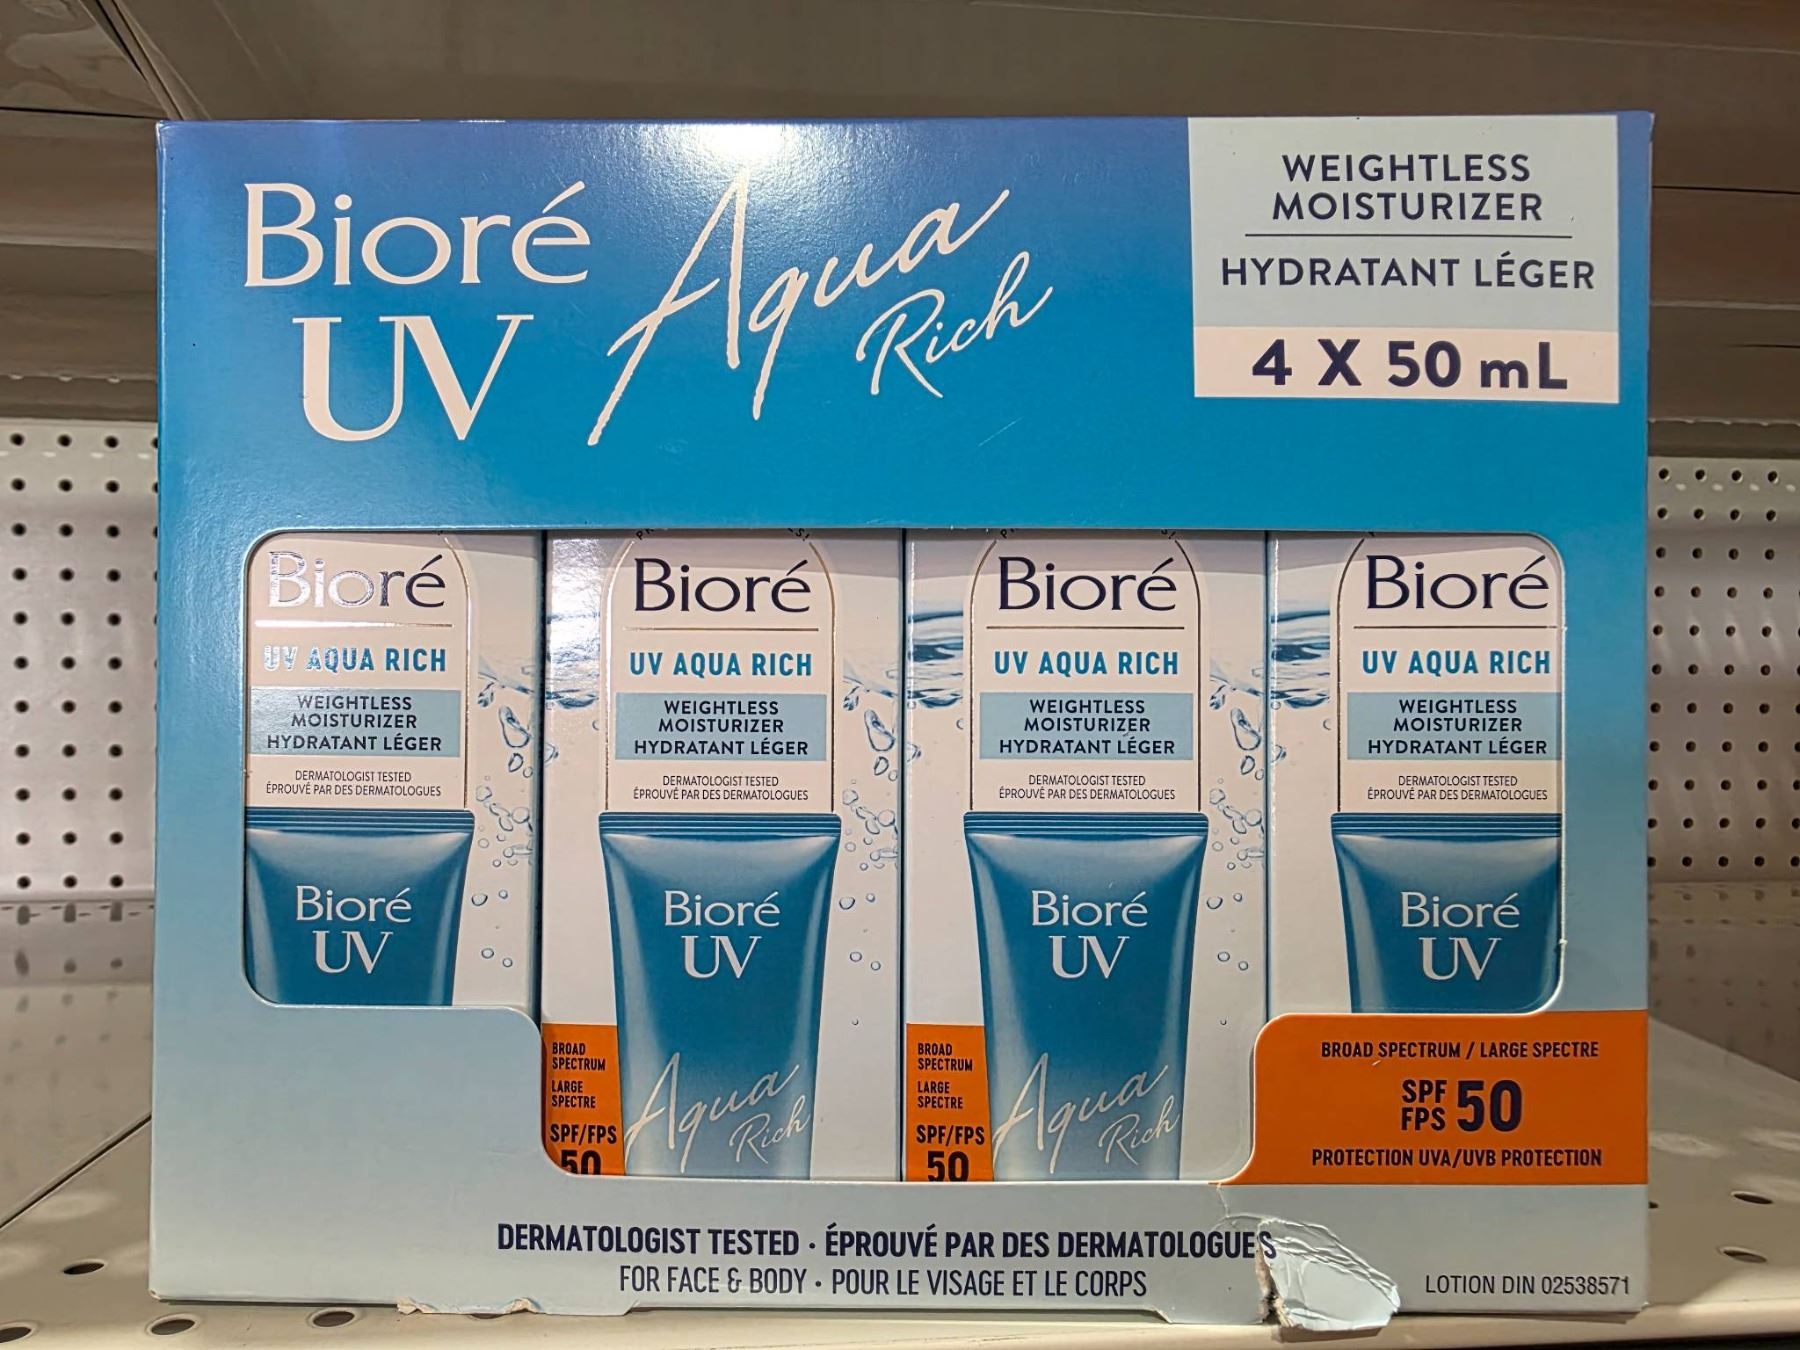 Bioré
UV
Aqua
Rich
WEIGHTLESS
MOISTURIZER
HYDRATANT LÉGER
4 X 50 mL
Bioré
UV AQUA RICH
WEIGHTLESS
MOISTURIZER
HYDRATANT LÉGER
DERMATOLOGIST TESTED
ÉPROUVÉ PAR DES DERMATOLOGUES
Bioré
UV
Bioré
UV AQUA RICH
WEIGHTLESS
MOISTURIZER
HYDRATANT LÉGER
DERMATOLOGIST TESTED
ÉPROUVÉ PAR DES DERMATOLOGUES
Bioré
UV
Aqua
Rich
BROAD
SPECTRUM
LARGE
SPECTRE
SPF/FPS
50
Bioré
UV AQUA RICH
WEIGHTLESS
MOISTURIZER
HYDRATANT LÉGER
DERMATOLOGIST TESTED
ÉPROUVÉ PAR DES DERMATOLOGUES
Bioré
UV
Aqua
Rich
BROAD
SPECTRUM
LARGE
SPECTRE
SPF/FPS
50
Bioré
UV AQUA RICH
WEIGHTLESS
MOISTURIZER
HYDRATANT LÉGER
DERMATOLOGIST TESTED
ÉPROUVÉ PAR DES DERMATOLOGUES
Bioré
UV
BROAD SPECTRUM / LARGE SPECTRE
SPF
FPS 50
PROTECTION UVA/UVB PROTECTION
DERMATOLOGIST TESTED · ÉPROUVÉ PAR DES DERMATOLOGUES
FOR FACE & BODY · POUR LE VISAGE ET LE CORPS
LOTION DIN 02538571